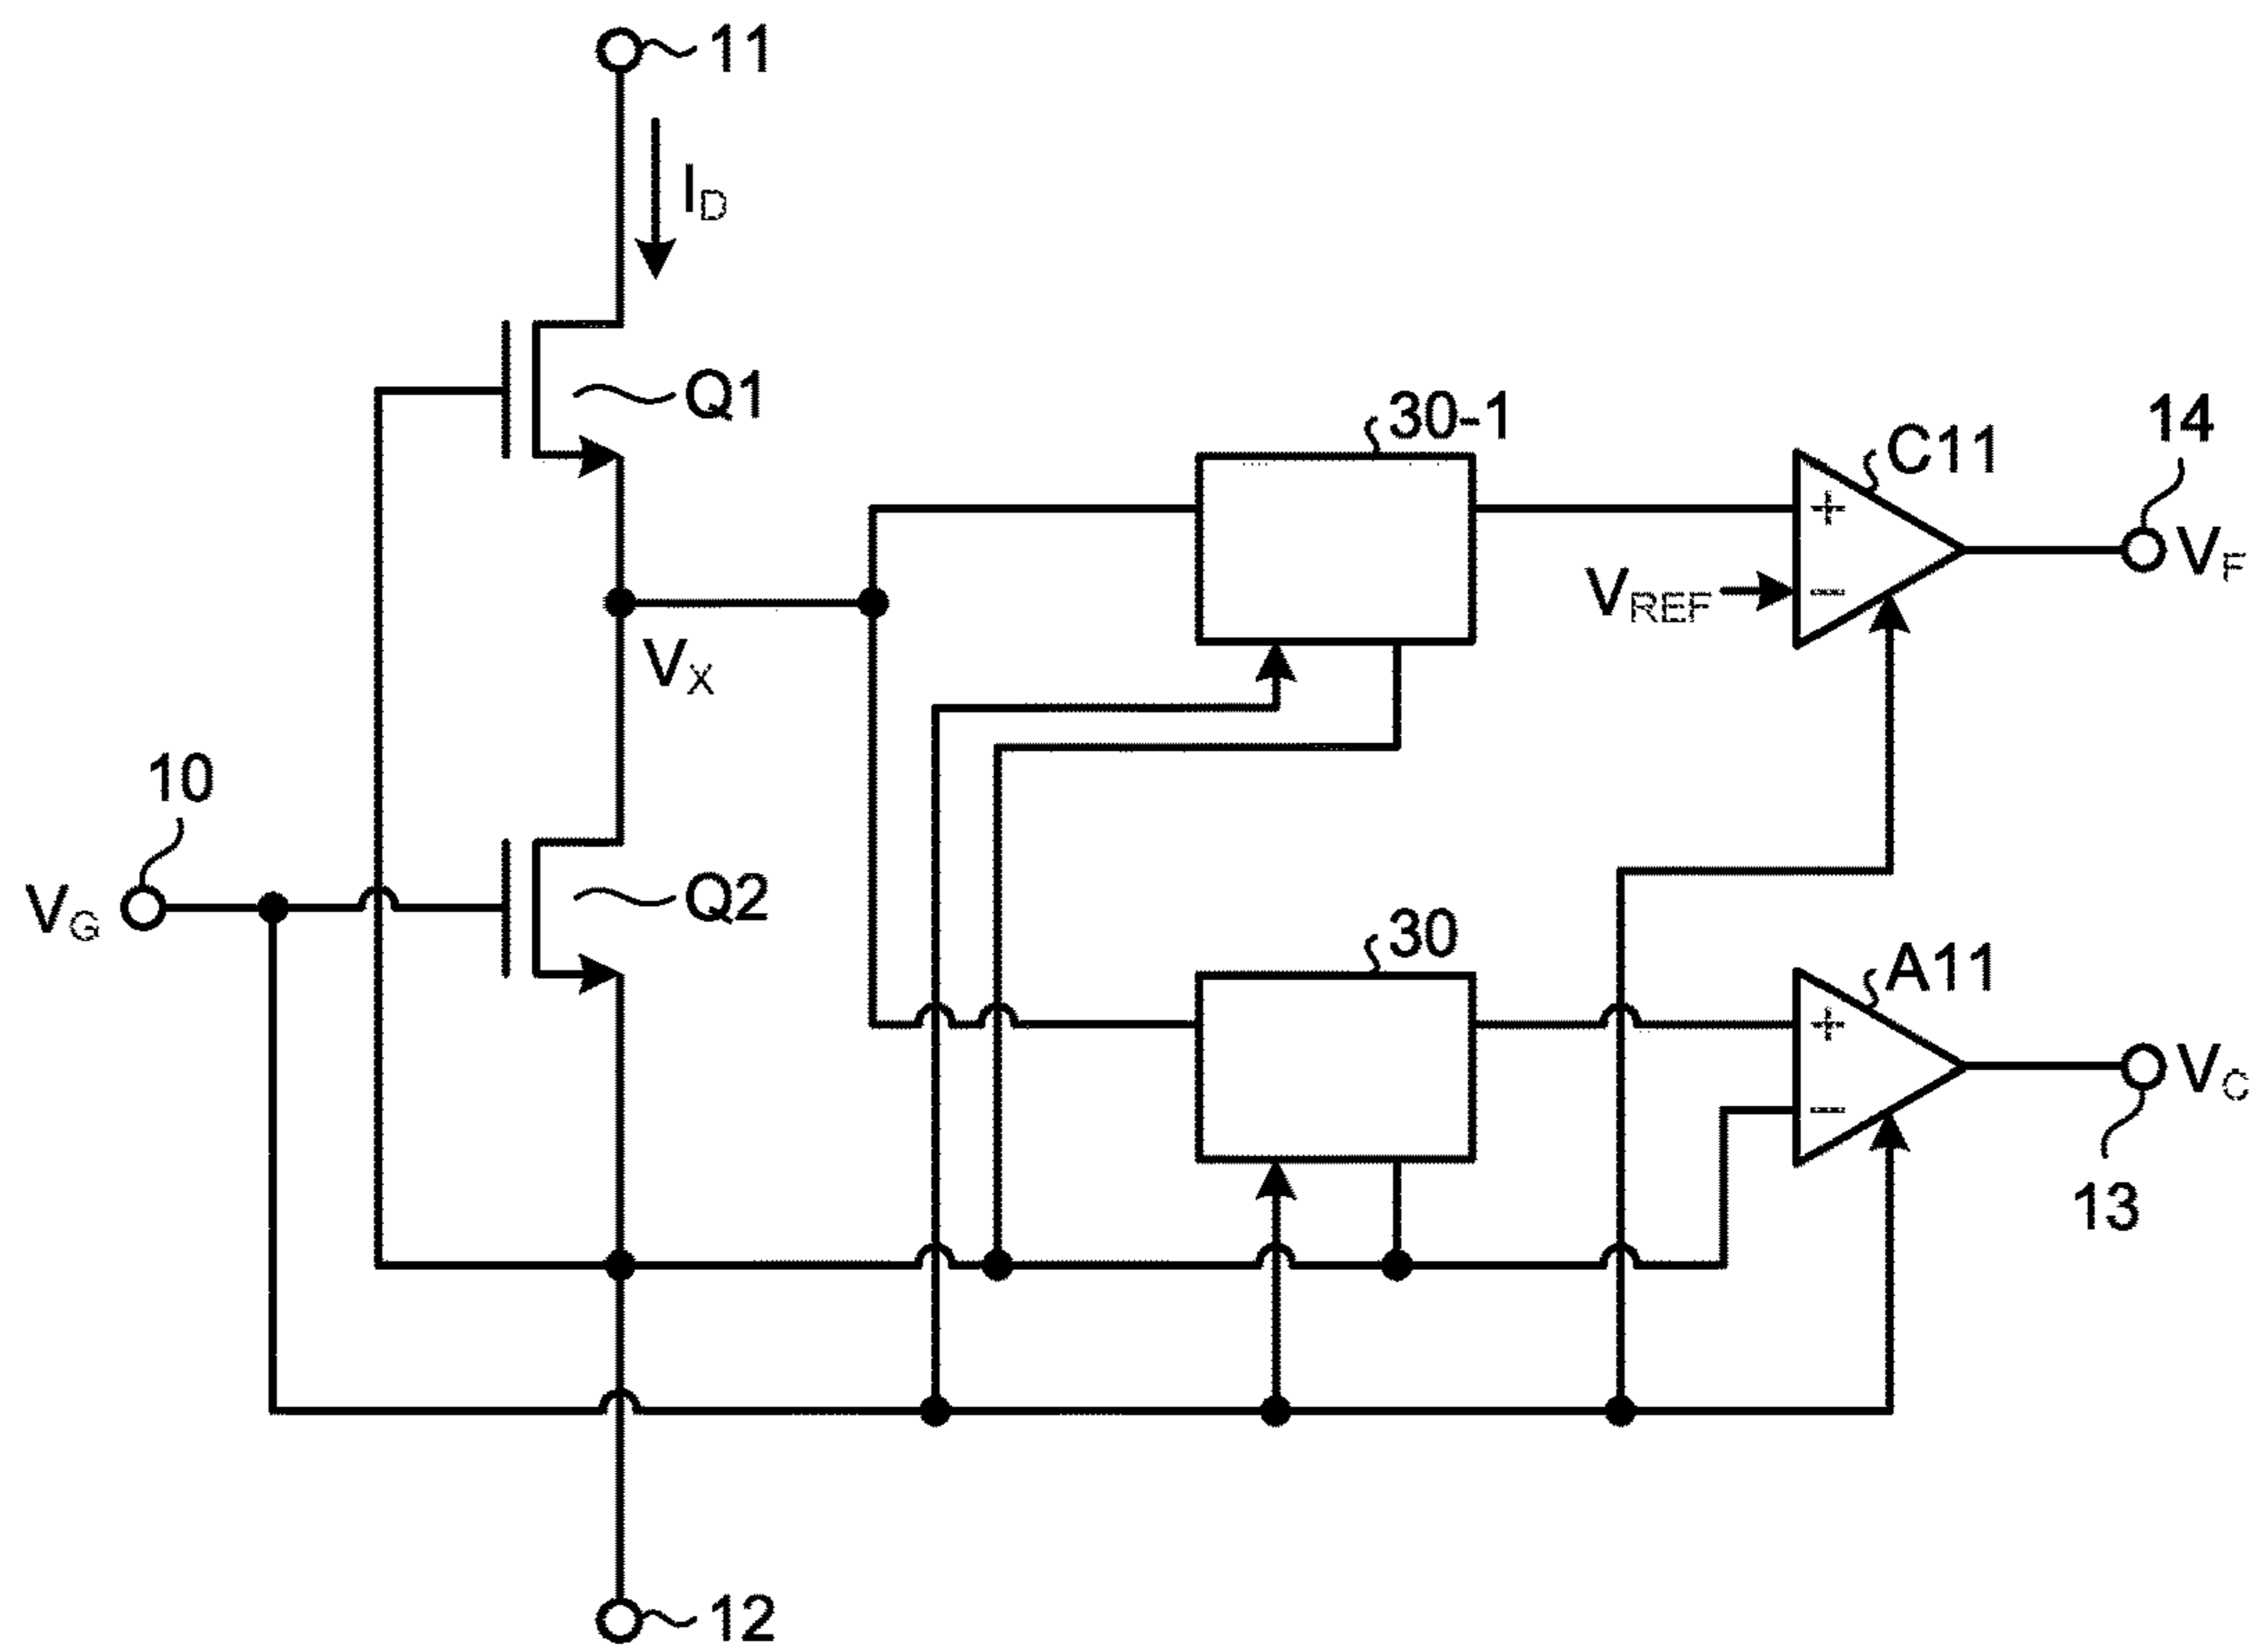 11
I_D
Q1
30-1
C11
14
+
V_F
V_REF
−
V_X
10
V_G
Q2
30
A11
+
V_C
−
13
12